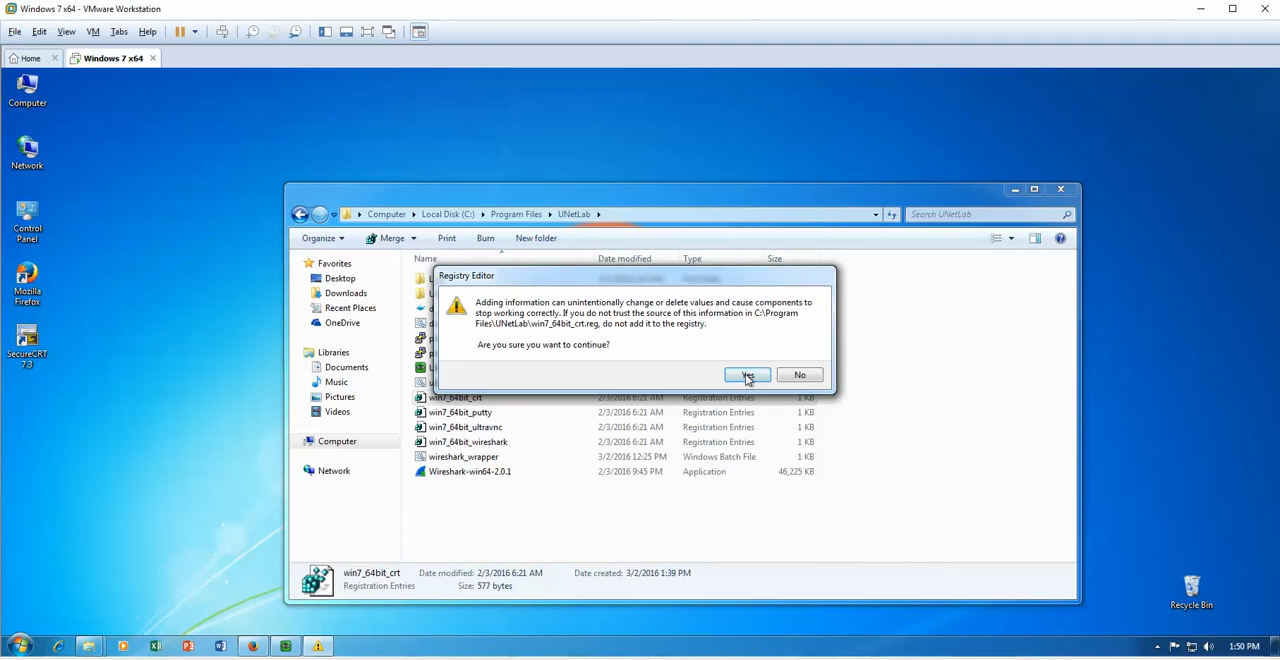 Windows 7 x64 - VMware Workstation
File Edit View VM Tabs Help
Home
Windows 7 x64
Computer
Network
Control
Panel
Mozilla
Firefox
SecureCRT
7.3
Computer Local Disk (C:) Program Files UNetLab
Search UNetLab
Organize Merge Print Burn New folder
Favorites
Desktop
Downloads
Recent Places
OneDrive
Libraries
Documents
Music
Pictures
Videos
Computer
Network
Name Date modified Type Size
Registry Editor
Adding information can unintentionally change or delete values and cause components to
stop working correctly. If you do not trust the source of this information in C:\Program
Files\UNetLab\win7_64bit_crt.reg, do not add it to the registry.
Are you sure you want to continue?
Yes No
win7_64bit_crt 2/3/2016 6:21 AM Registration Entries 1 KB
win7_64bit_putty 2/3/2016 6:21 AM Registration Entries 1 KB
win7_64bit_ultravnc 2/3/2016 6:21 AM Registration Entries 1 KB
win7_64bit_wireshark 2/3/2016 6:21 AM Registration Entries 1 KB
wireshark_wrapper 3/2/2016 12:25 PM Windows Batch File 1 KB
Wireshark-win64-2.0.1 2/3/2016 9:45 PM Application 46,225 KB
win7_64bit_crt Date modified: 2/3/2016 6:21 AM Date created: 3/2/2016 1:39 PM
Registration Entries Size: 577 bytes
Recycle Bin
1:50 PM